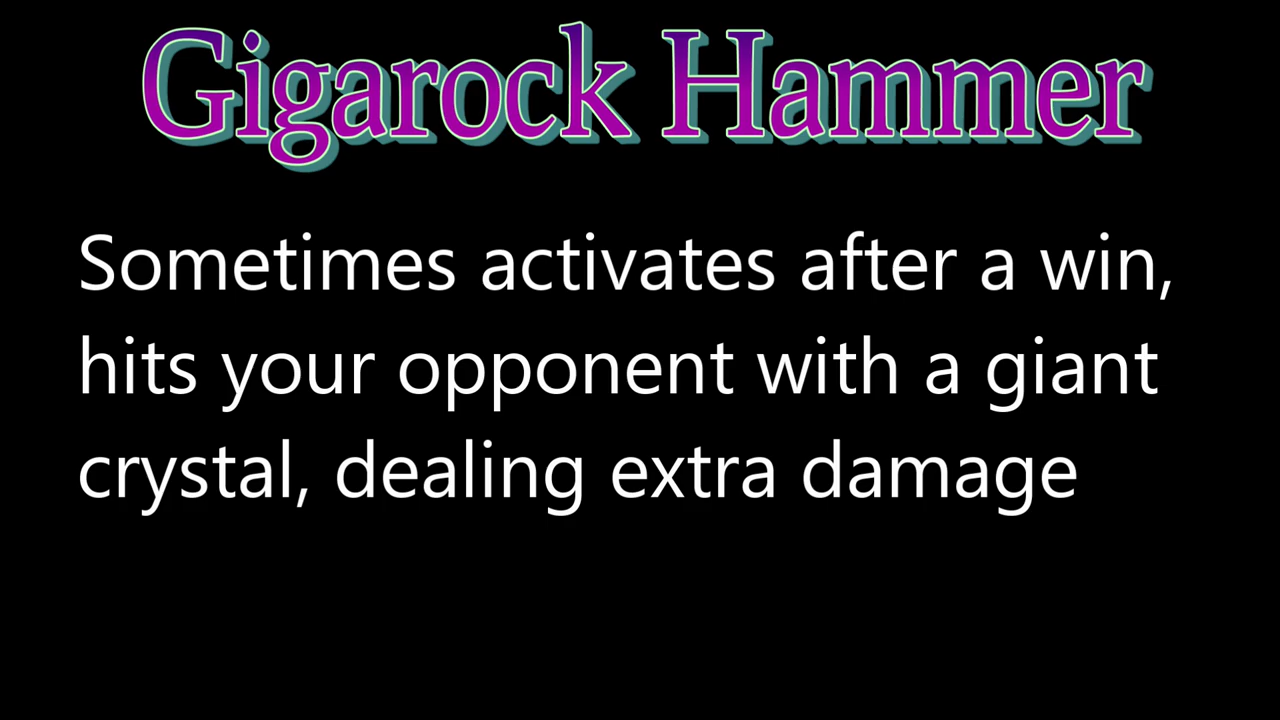 Gigarock Hammer
Sometimes activates after a win,
hits your opponent with a giant
crystal, dealing extra damage